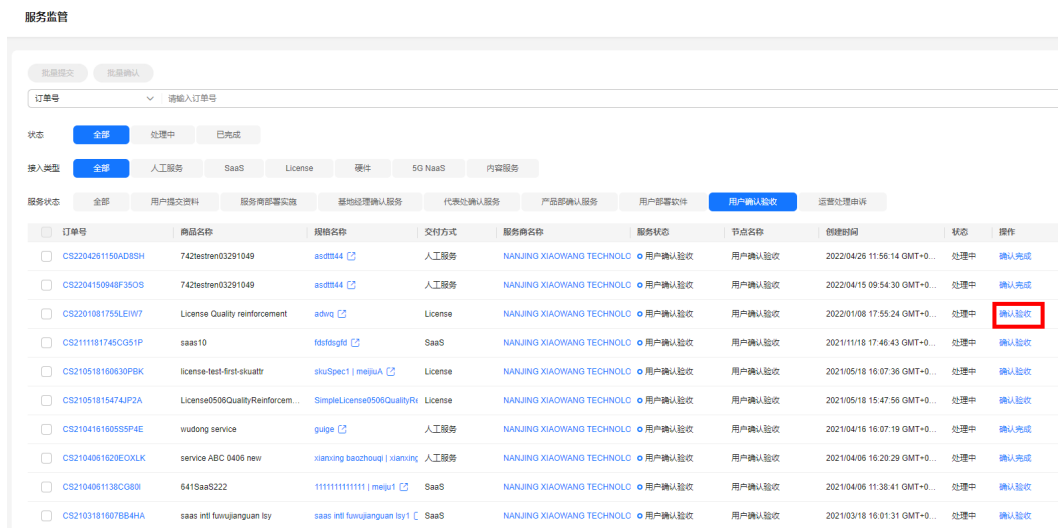 服务监管
批量提交 批量确认
订单号 请输入订单号
状态 全部 处理中 已完成
接入类型 全部 人工服务 SaaS License 硬件 5G NaaS 内容服务
服务状态 全部 用户提交资料 服务商部署实施 基地经理确认服务 代表处确认服务 产品部确认服务 用户部署软件 用户确认验收 运营处理申诉
订单号 商品名称 规格名称 交付方式 服务商名称 服务状态 节点名称 创建时间 状态 操作
CS2204261150AD8SH 742testren03291049 asdttt44 人工服务 NANJING XIAOWANG TECHNOLO 用户确认验收 用户确认验收 2022/04/26 11:56:14 GMT+0... 处理中 确认完成
CS2204150948F35OS 742testren03291049 asdttt44 人工服务 NANJING XIAOWANG TECHNOLO 用户确认验收 用户确认验收 2022/04/15 09:54:30 GMT+0... 处理中 确认完成
CS2201081755LEIW7 License Quality reinforcement adwq License NANJING XIAOWANG TECHNOLO 用户确认验收 用户确认验收 2022/01/08 17:55:24 GMT+0... 处理中 确认验收
CS2111181745CG51P saas10 fdsfdsgfd SaaS NANJING XIAOWANG TECHNOLO 用户确认验收 用户确认验收 2021/11/18 17:46:43 GMT+0... 处理中 确认验收
CS210518160630PBK license-test-first-skuattr skuSpec1 | meijiuA License NANJING XIAOWANG TECHNOLO 用户确认验收 用户确认验收 2021/05/18 16:07:36 GMT+0... 处理中 确认验收
CS21051815474JP2A License0506QualityReinforcem... SimpleLicense0506QualityRe License NANJING XIAOWANG TECHNOLO 用户确认验收 用户确认验收 2021/05/18 15:47:56 GMT+0... 处理中 确认验收
CS2104161605S5P4E wudong service guige 人工服务 NANJING XIAOWANG TECHNOLO 用户确认验收 用户确认验收 2021/04/16 16:07:19 GMT+0... 处理中 确认完成
CS2104061620EOXLK service ABC 0406 new xianxing baozhouqi | xianxing 人工服务 NANJING XIAOWANG TECHNOLO 用户确认验收 用户确认验收 2021/04/06 16:20:29 GMT+0... 处理中 确认完成
CS2104061138CG80I 641SaaS222 1111111111111 | meiju1 SaaS NANJING XIAOWANG TECHNOLO 用户确认验收 用户确认验收 2021/04/06 11:38:41 GMT+0... 处理中 确认验收
CS2103181607BB4HA saas intl fuwujianguan lsy saas intl fuwujianguan lsy1 SaaS NANJING XIAOWANG TECHNOLO 用户确认验收 用户确认验收 2021/03/18 16:01:31 GMT+0... 处理中 确认验收